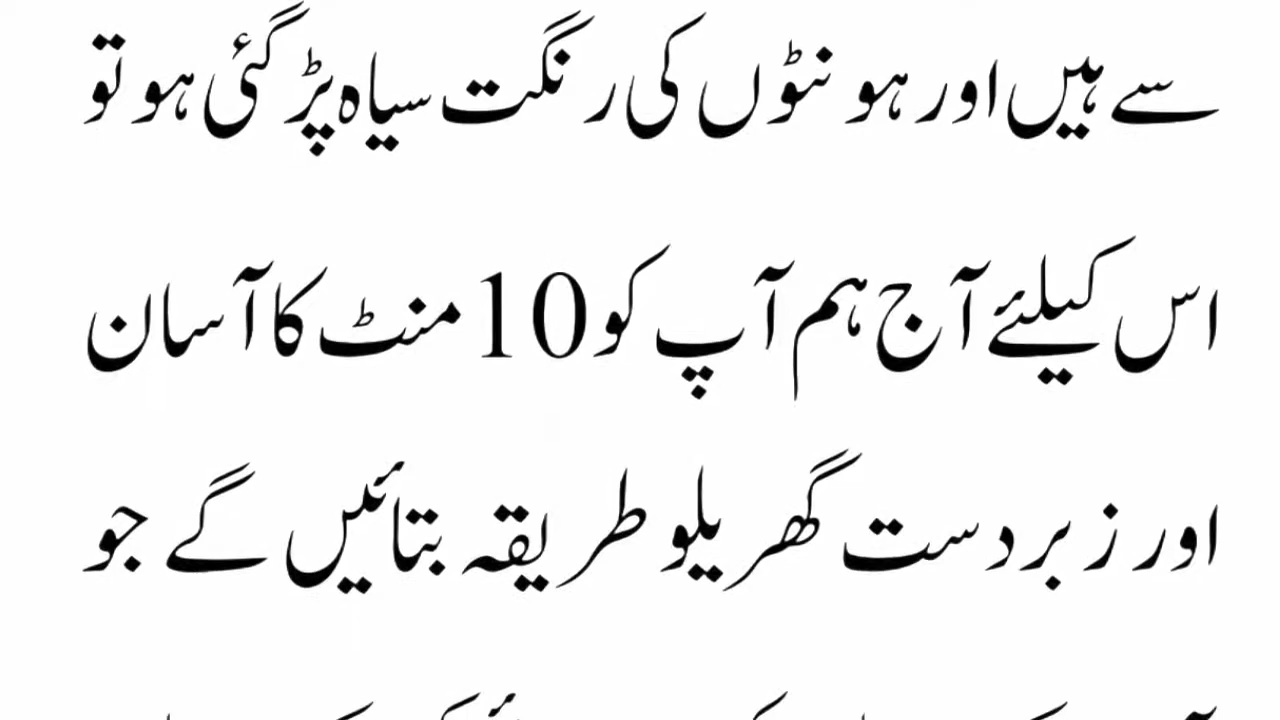 سے ہیں اور ہونٹوں کی رنگت سیاہ پڑ گئی ہو تو
اس کیلئے آج ہم آپ کو 10 منٹ کا آسان
اور زبردست گھریلو طریقہ بتائیں گے جو